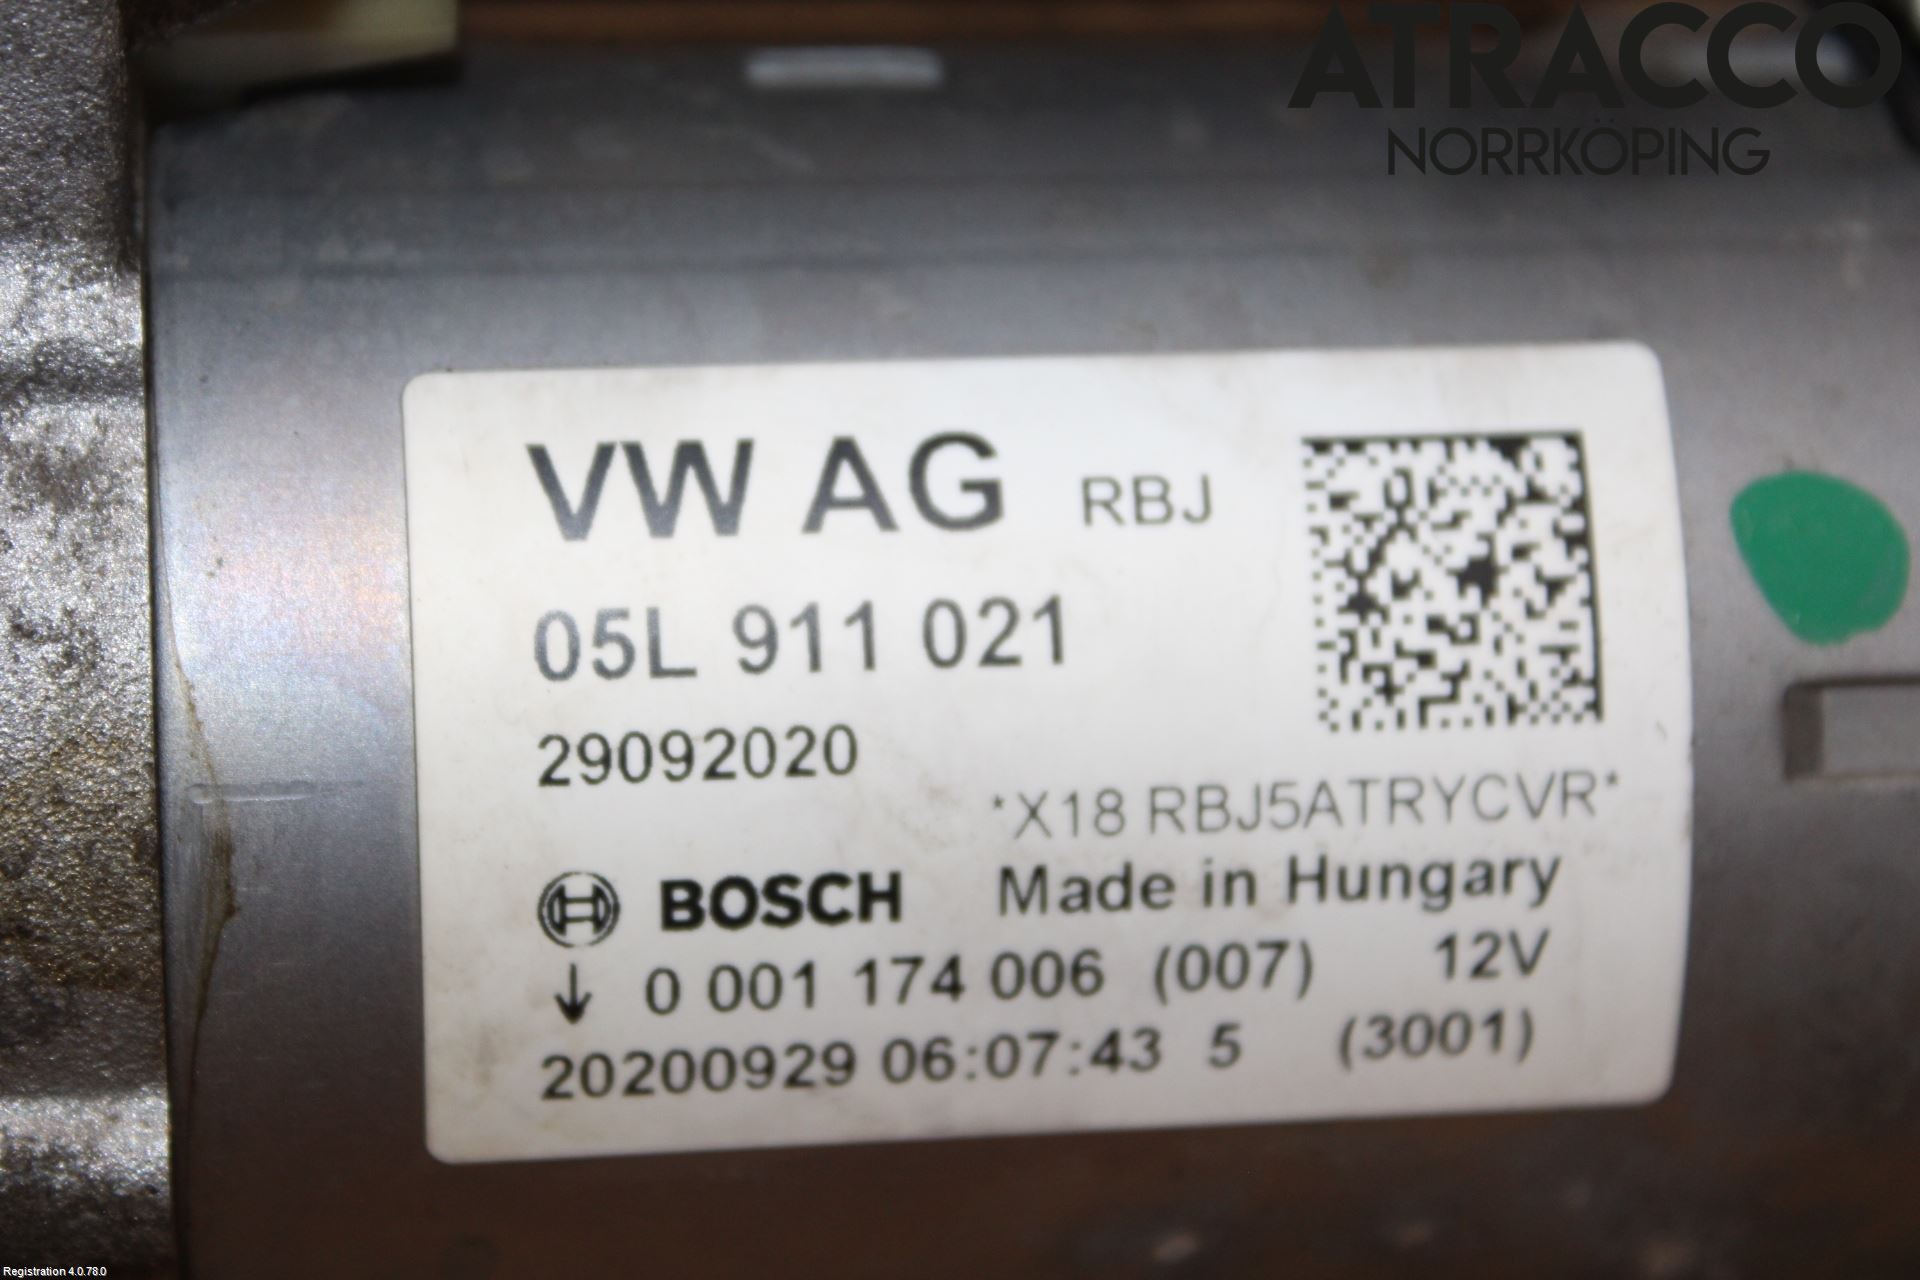 ATRACCO
NORRKÖPING
VW AG RBJ
05L 911 021
29092020
*X18 RBJ5ATRYCVR*
BOSCH Made in Hungary
↓ 0 001 174 006 (007) 12V
20200929 06:07:43 5 (3001)
Registration 4.0.78.0